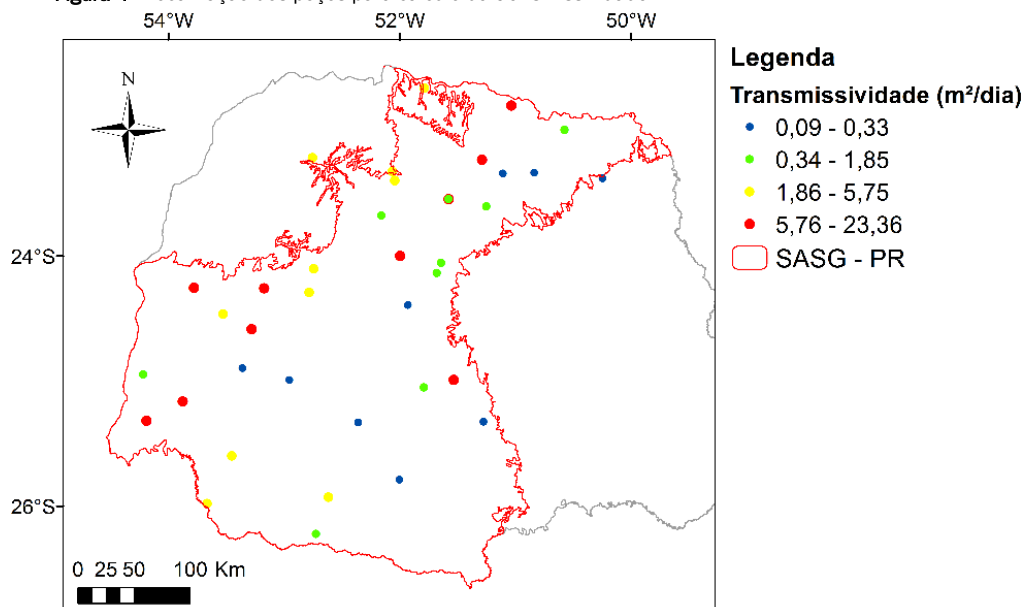 54°W 52°W 50°W
N
24°S
26°S
0 25 50 100 Km
Legenda
Transmissividade (m²/dia)
0,09 - 0,33
0,34 - 1,85
1,86 - 5,75
5,76 - 23,36
SASG - PR